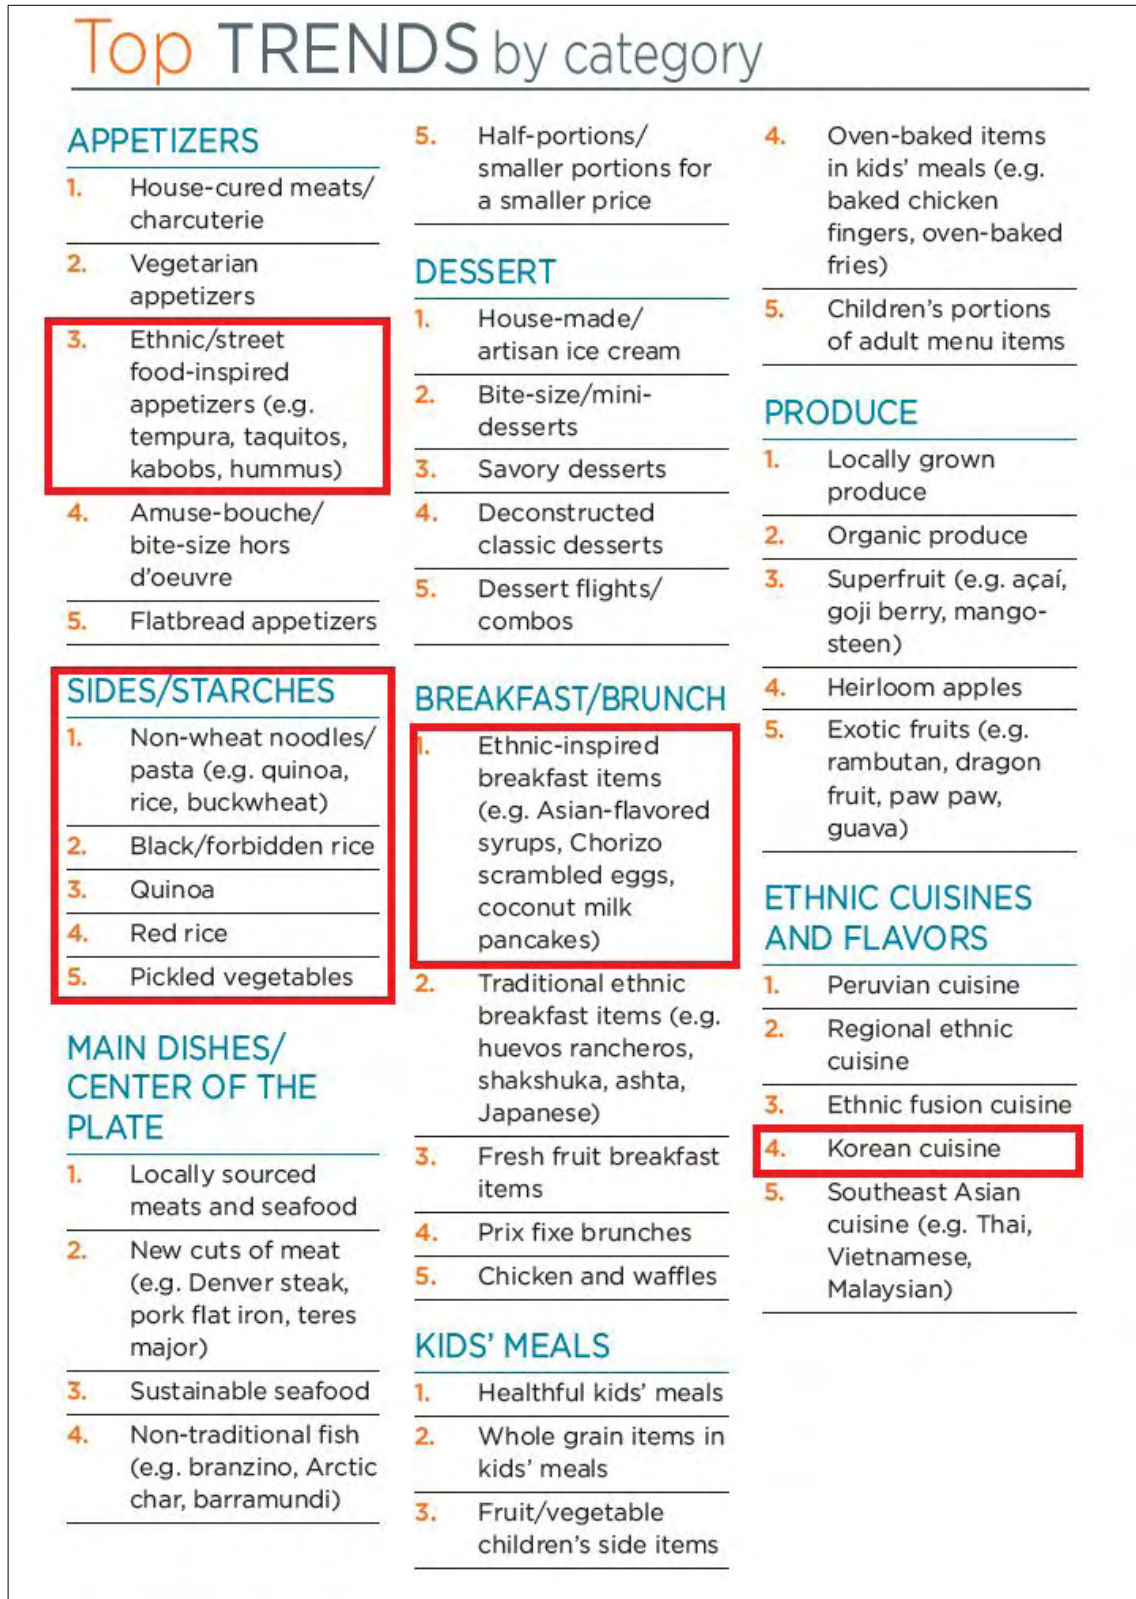 Top TRENDS by category
APPETIZERS
1. House-cured meats/
charcuterie
2. Vegetarian
appetizers
3. Ethnic/street
food-inspired
appetizers (e.g.
tempura, taquitos,
kabobs, hummus)
4. Amuse-bouche/
bite-size hors
d'oeuvre
5. Flatbread appetizers
SIDES/STARCHES
1. Non-wheat noodles/
pasta (e.g. quinoa,
rice, buckwheat)
2. Black/forbidden rice
3. Quinoa
4. Red rice
5. Pickled vegetables
MAIN DISHES/
CENTER OF THE
PLATE
1. Locally sourced
meats and seafood
2. New cuts of meat
(e.g. Denver steak,
pork flat iron, teres
major)
3. Sustainable seafood
4. Non-traditional fish
(e.g. branzino, Arctic
char, barramundi)
5. Half-portions/
smaller portions for
a smaller price
DESSERT
1. House-made/
artisan ice cream
2. Bite-size/mini-
desserts
3. Savory desserts
4. Deconstructed
classic desserts
5. Dessert flights/
combos
BREAKFAST/BRUNCH
1. Ethnic-inspired
breakfast items
(e.g. Asian-flavored
syrups, Chorizo
scrambled eggs,
coconut milk
pancakes)
2. Traditional ethnic
breakfast items (e.g.
huevos rancheros,
shakshuka, ashta,
Japanese)
3. Fresh fruit breakfast
items
4. Prix fixe brunches
5. Chicken and waffles
KIDS' MEALS
1. Healthful kids' meals
2. Whole grain items in
kids' meals
3. Fruit/vegetable
children's side items
4. Oven-baked items
in kids' meals (e.g.
baked chicken
fingers, oven-baked
fries)
5. Children's portions
of adult menu items
PRODUCE
1. Locally grown
produce
2. Organic produce
3. Superfruit (e.g. açaí,
goji berry, mango-
steen)
4. Heirloom apples
5. Exotic fruits (e.g.
rambutan, dragon
fruit, paw paw,
guava)
ETHNIC CUISINES
AND FLAVORS
1. Peruvian cuisine
2. Regional ethnic
cuisine
3. Ethnic fusion cuisine
4. Korean cuisine
5. Southeast Asian
cuisine (e.g. Thai,
Vietnamese,
Malaysian)